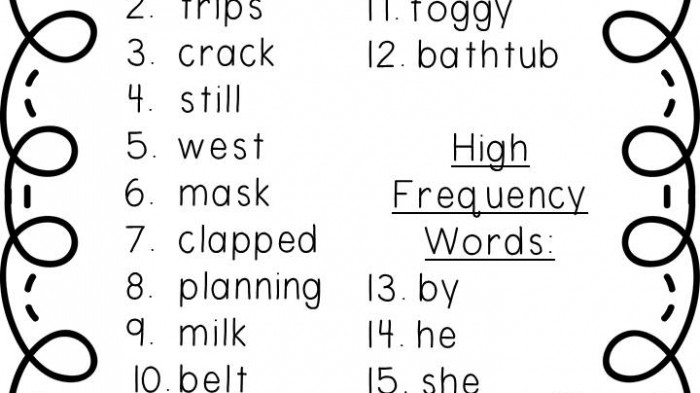 2. trips
3. crack
4. still
5. west
6. mask
7. clapped
8. planning
9. milk
10. belt
11. foggy
12. bathtub
High
Frequency
Words:
13. by
14. he
15. she